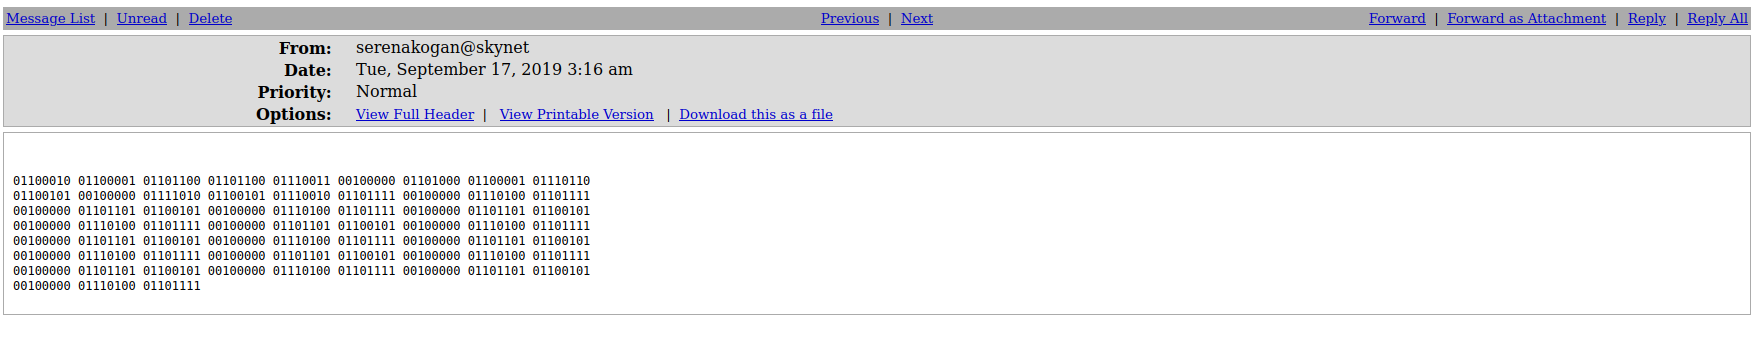 Message List | Unread | Delete Previous | Next Forward | Forward as Attachment | Reply | Reply All
From: serenakogan@skynet
Date: Tue, September 17, 2019 3:16 am
Priority: Normal
Options: View Full Header | View Printable Version | Download this as a file
01100010 01100001 01101100 01101100 01110011 00100000 01101000 01100001 01110110
01100101 00100000 01111010 01100101 01110010 01101111 00100000 01110100 01101111
00100000 01101101 01100101 00100000 01110100 01101111 00100000 01101101 01100101
00100000 01110100 01101111 00100000 01101101 01100101 00100000 01110100 01101111
00100000 01101101 01100101 00100000 01110100 01101111 00100000 01101101 01100101
00100000 01110100 01101111 00100000 01101101 01100101 00100000 01110100 01101111
00100000 01101101 01100101 00100000 01110100 01101111 00100000 01101101 01100101
00100000 01110100 01101111